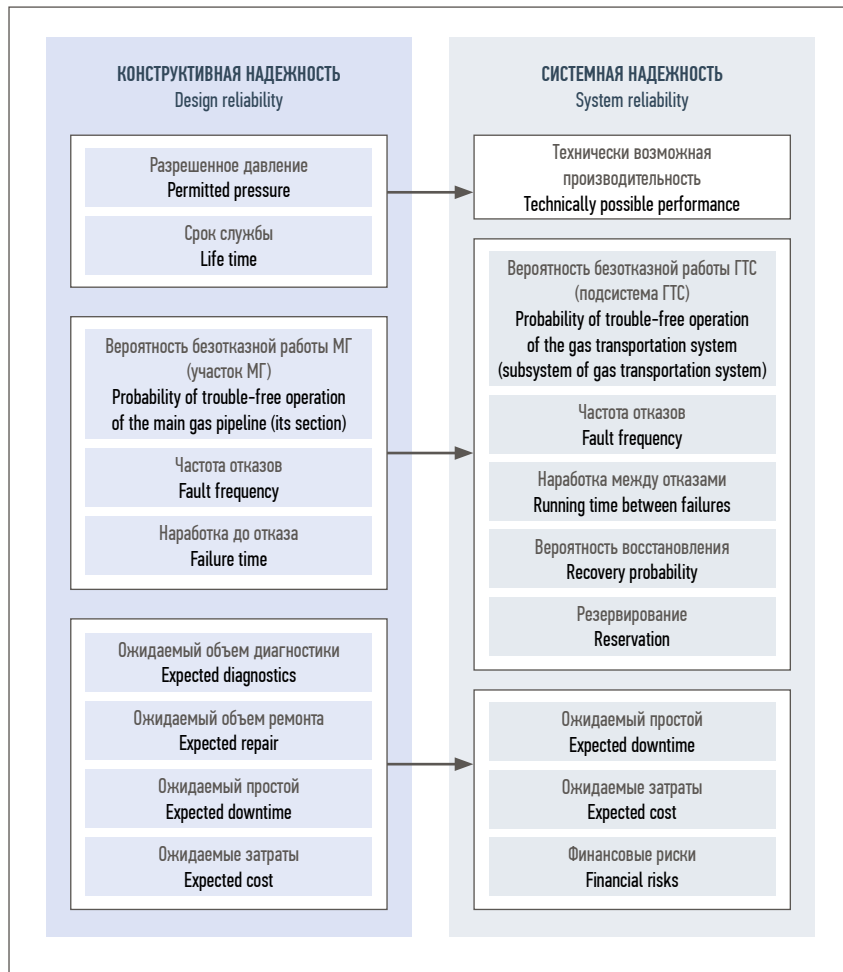 КОНСТРУКТИВНАЯ НАДЕЖНОСТЬ
Design reliability
Разрешенное давление
Permitted pressure
Срок службы
Life time
Вероятность безотказной работы МГ
(участок МГ)
Probability of trouble-free operation
of the main gas pipeline (its section)
Частота отказов
Fault frequency
Наработка до отказа
Failure time
Ожидаемый объем диагностики
Expected diagnostics
Ожидаемый объем ремонта
Expected repair
Ожидаемый простой
Expected downtime
Ожидаемые затраты
Expected cost
СИСТЕМНАЯ НАДЕЖНОСТЬ
System reliability
Технически возможная
производительность
Technically possible performance
Вероятность безотказной работы ГТС
(подсистема ГТС)
Probability of trouble-free operation
of the gas transportation system
(subsystem of gas transportation system)
Частота отказов
Fault frequency
Наработка между отказами
Running time between failures
Вероятность восстановления
Recovery probability
Резервирование
Reservation
Ожидаемый простой
Expected downtime
Ожидаемые затраты
Expected cost
Финансовые риски
Financial risks